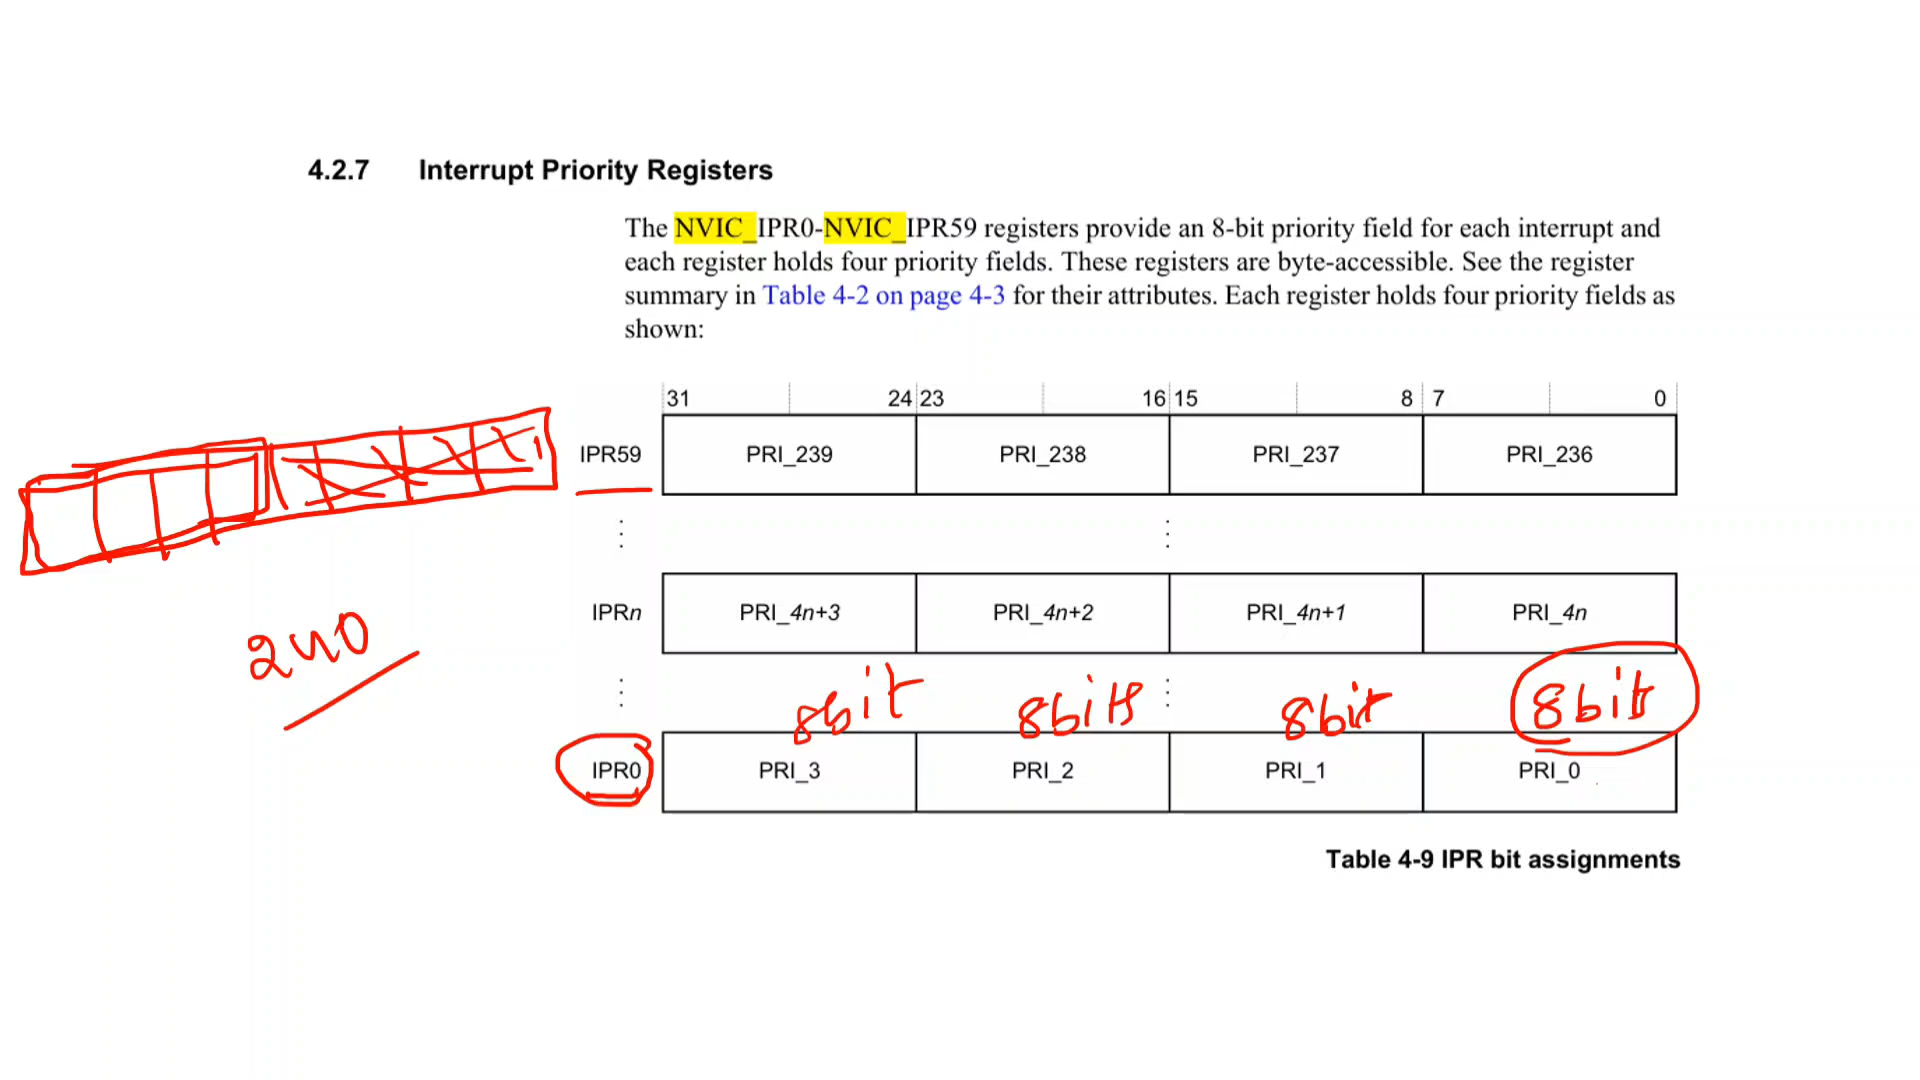 4.2.7 Interrupt Priority Registers
The NVIC_IPR0-NVIC_IPR59 registers provide an 8-bit priority field for each interrupt and
each register holds four priority fields. These registers are byte-accessible. See the register
summary in Table 4-2 on page 4-3 for their attributes. Each register holds four priority fields as
shown:
31 24 23 16 15 8 7 0
IPR59 PRI_239 PRI_238 PRI_237 PRI_236
IPRn PRI_4n+3 PRI_4n+2 PRI_4n+1 PRI_4n
240
8bit 8bits 8bit 8bits
IPR0 PRI_3 PRI_2 PRI_1 PRI_0
Table 4-9 IPR bit assignments